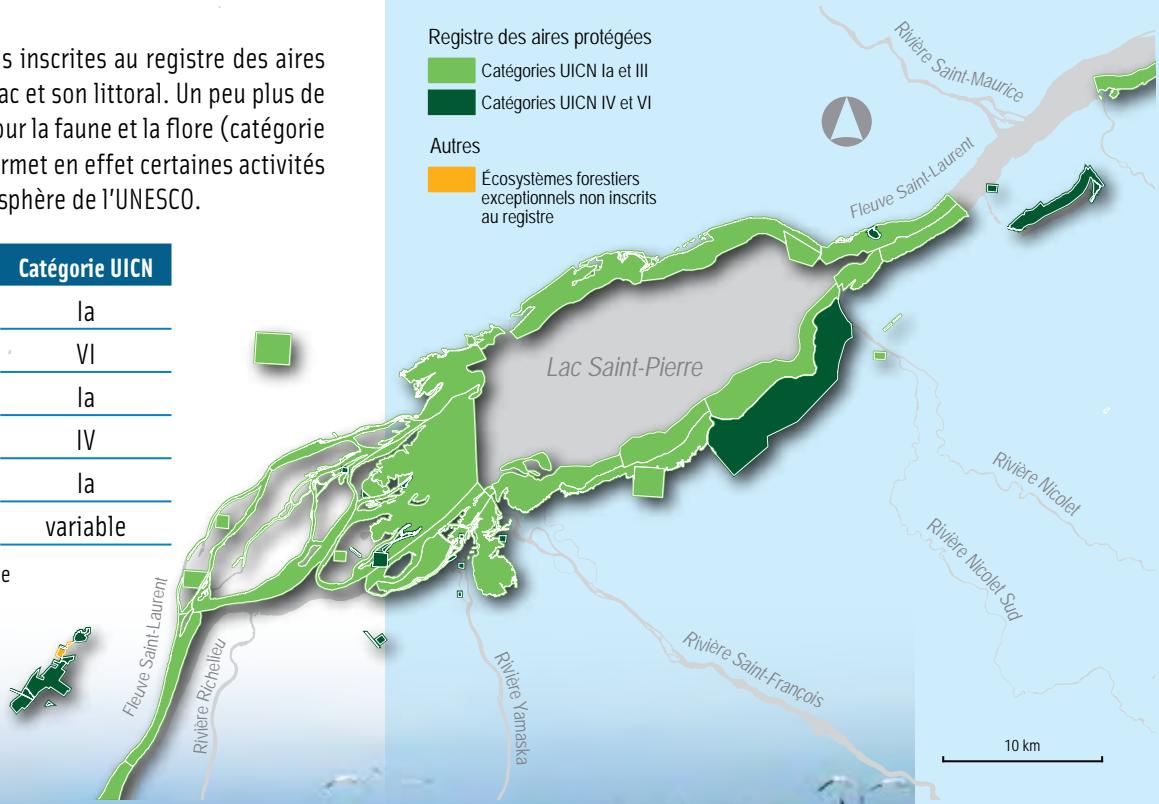 s inscrites au registre des aires
ac et son littoral. Un peu plus de
our la faune et la flore (catégorie
ermet en effet certaines activités
sphère de l'UNESCO.
Catégorie UICN
Ia
VI
Ia
IV
Ia
variable
e
Registre des aires protégées
Catégories UICN Ia et III
Catégories UICN IV et VI
Autres
Écosystèmes forestiers
exceptionnels non inscrits
au registre
Rivière Saint-Maurice
Fleuve Saint-Laurent
Lac Saint-Pierre
Rivière Nicolet
Rivière Nicolet Sud
Fleuve Saint-Laurent
Rivière Richelieu
Rivière Yamaska
Rivière Saint-François
10 km